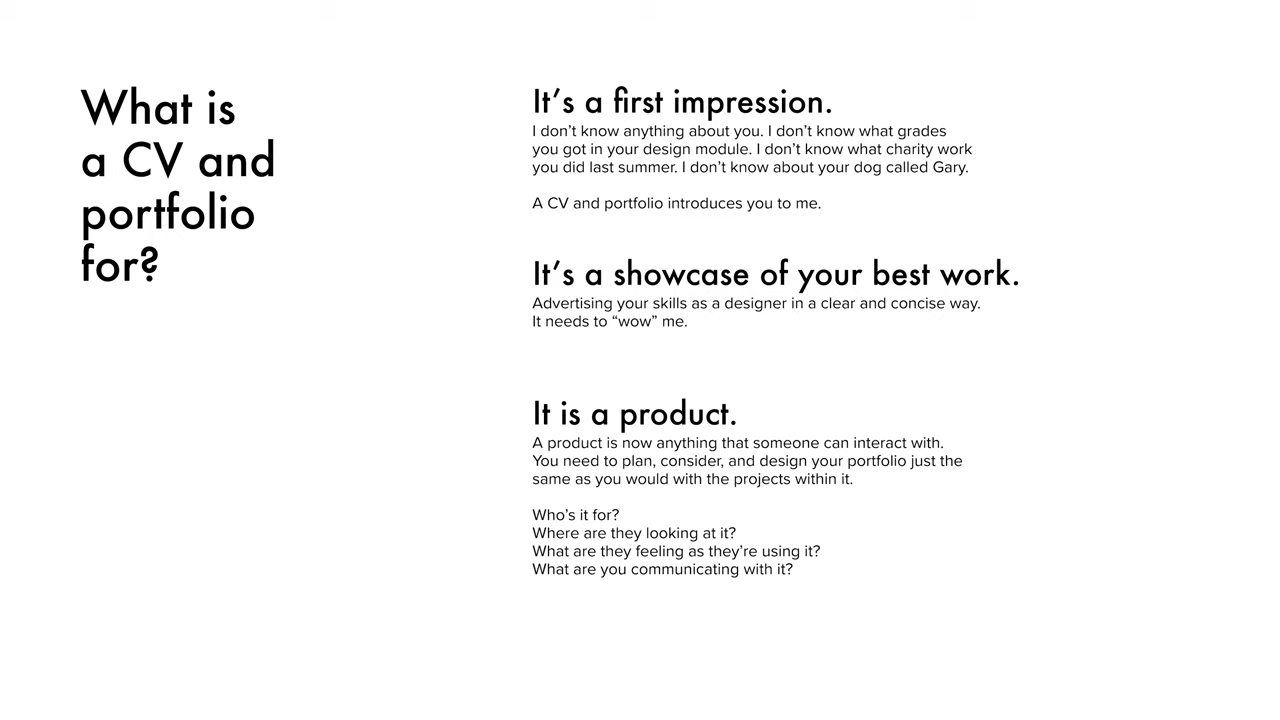 What is
a CV and
portfolio
for?
It’s a first impression.
I don’t know anything about you. I don’t know what grades
you got in your design module. I don’t know what charity work
you did last summer. I don’t know about your dog called Gary.
A CV and portfolio introduces you to me.
It’s a showcase of your best work.
Advertising your skills as a designer in a clear and concise way.
It needs to “wow” me.
It is a product.
A product is now anything that someone can interact with.
You need to plan, consider, and design your portfolio just the
same as you would with the projects within it.
Who’s it for?
Where are they looking at it?
What are they feeling as they’re using it?
What are you communicating with it?